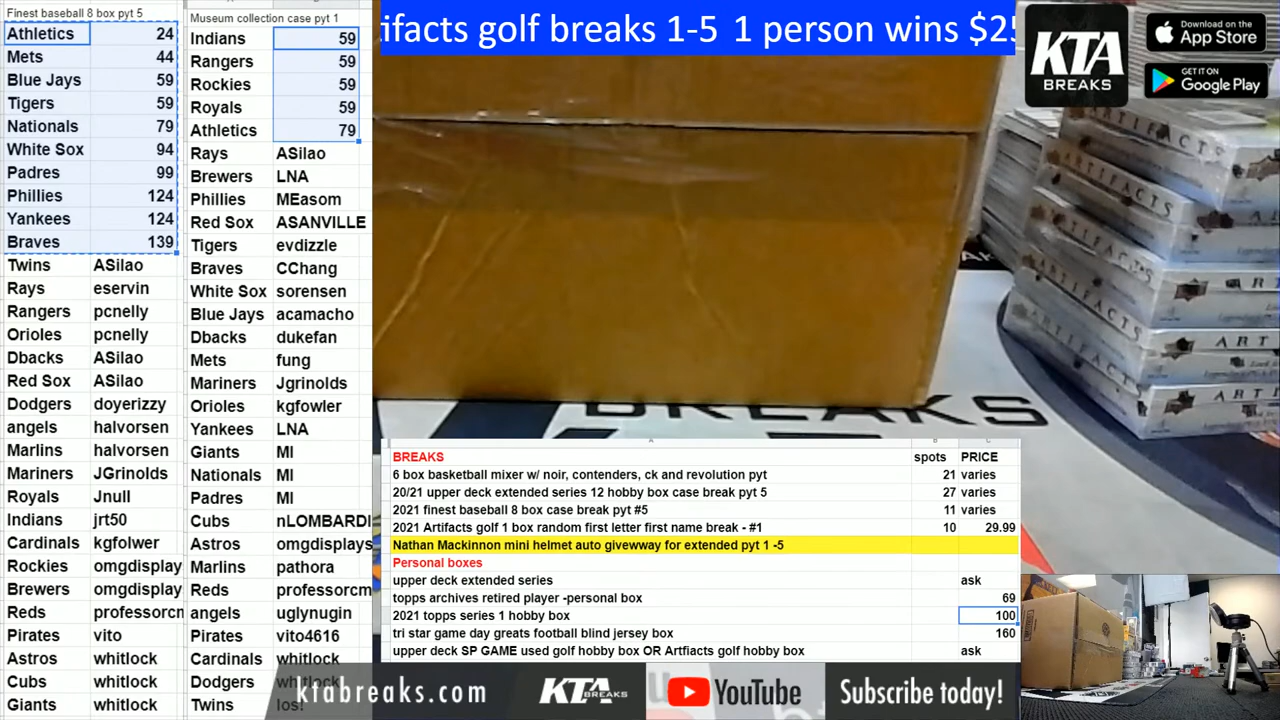 Finest baseball 8 box pyt 5
Athletics 24
Mets 44
Blue Jays 59
Tigers 59
Nationals 79
White Sox 94
Padres 99
Phillies 124
Yankees 124
Braves 139
Twins ASilao
Rays eservin
Rangers pcnelly
Orioles pcnelly
Dbacks ASilao
Red Sox ASilao
Dodgers doyerizzy
angels halvorsen
Marlins halvorsen
Mariners JGrinolds
Royals Jnull
Indians jrt50
Cardinals kgfolwer
Rockies omgdisplay
Brewers omgdisplay
Reds professorcn
Pirates vito
Astros whitlock
Cubs whitlock
Giants whitlock
Museum collection case pyt 1
Indians 59
Rangers 59
Rockies 59
Royals 59
Athletics 79
Rays ASilao
Brewers LNA
Phillies MEasom
Red Sox ASANVILLE
Tigers evdizzle
Braves CChang
White Sox sorensen
Blue Jays acamacho
Dbacks dukefan
Mets fung
Mariners Jgrinolds
Orioles kgfowler
Yankees LNA
Giants MI
Nationals MI
Padres MI
Cubs nLOMBARDI
Astros omgdisplays
Marlins pathora
Reds professorcm
angels uglynugin
Pirates vito4616
Cardinals whitlock
Dodgers whitlock
Twins los!
ifacts golf breaks 1-5 1 person wins $25
KTA
BREAKS
Download on the
App Store
GET IT ON
Google Play
ARTIFACTS
ARTIFACTS
ARTIFACTS
ARTIFACTS
ART
ART
BREAKS
BREAKS spots PRICE
6 box basketball mixer w/ noir, contenders, ck and revolution pyt 21 varies
20/21 upper deck extended series 12 hobby box case break pyt 5 27 varies
2021 finest baseball 8 box case break pyt #5 11 varies
2021 Artifacts golf 1 box random first letter first name break - #1 10 29.99
Nathan Mackinnon mini helmet auto givewway for extended pyt 1 -5
Personal boxes
upper deck extended series ask
topps archives retired player -personal box 69
2021 topps series 1 hobby box 100
tri star game day greats football blind jersey box 160
upper deck SP GAME used golf hobby box OR Artfiacts golf hobby box ask
ktabreaks.com
KTA BREAKS
YouTube
Subscribe today!